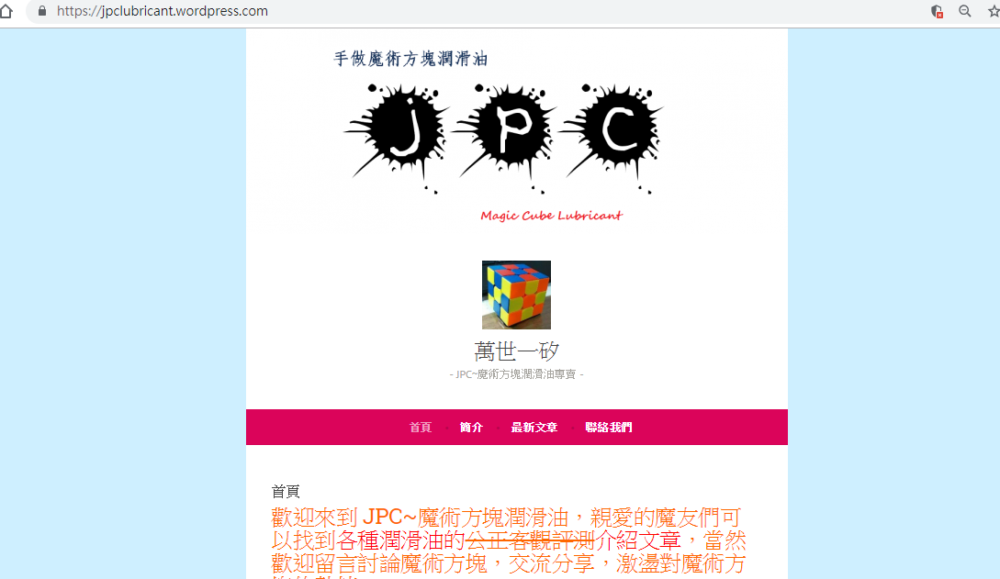 https://jpclubricant.wordpress.com
手做魔術方塊潤滑油
j P C
Magic Cube Lubricant
萬世一矽
- JPC~魔術方塊潤滑油專賣 -
首頁 簡介 最新文章 聯絡我們
首頁
歡迎來到 JPC~魔術方塊潤滑油，親愛的魔友們可
以找到各種潤滑油的公正客觀評測介紹文章，當然
歡迎留言討論魔術方塊，交流分享，激盪對魔術方